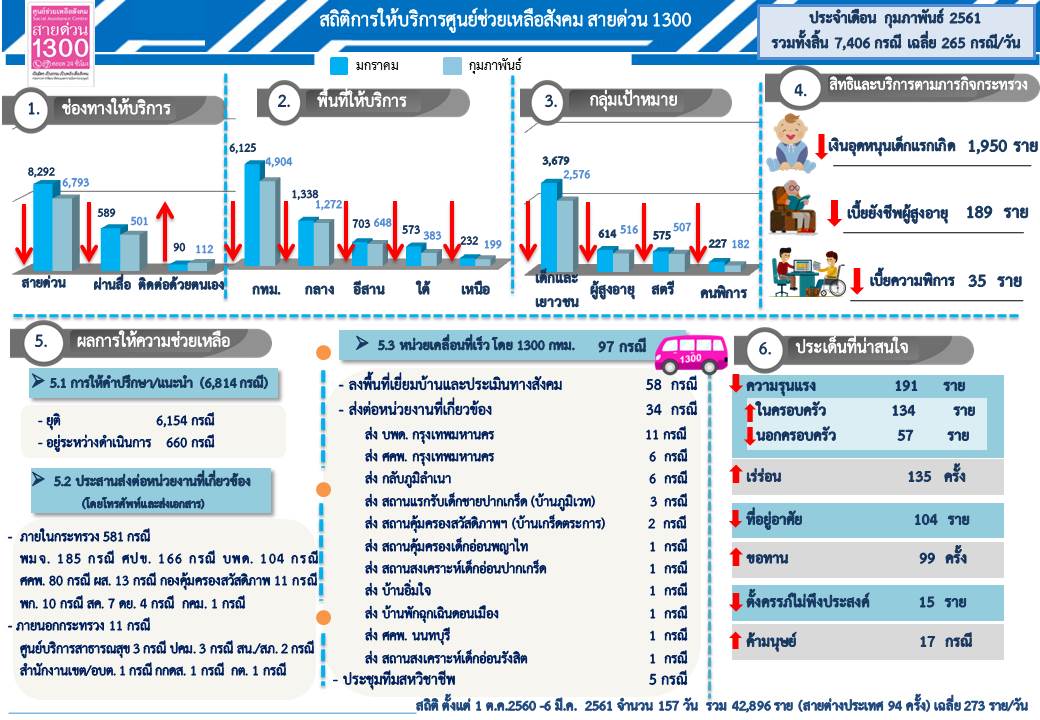 ศูนย์ช่วยเหลือสังคม
Social Assistance Center
สายด่วน
1300
ตลอด 24 ชั่วโมง
สถิติการให้บริการศูนย์ช่วยเหลือสังคม สายด่วน 1300
ประจำเดือน กุมภาพันธ์ 2561
รวมทั้งสิ้น 7,406 กรณี เฉลี่ย 265 กรณี/วัน
มกราคม กุมภาพันธ์
1. ช่องทางให้บริการ
8,292 6,793
589 501
90 112
สายด่วน ผ่านสื่อ ติดต่อด้วยตนเอง
2. พื้นที่ให้บริการ
6,125 4,904
1,338 1,272
703 648
573 383
232 199
กทม. กลาง อีสาน ใต้ เหนือ
3. กลุ่มเป้าหมาย
3,679 2,576
614 516
575 507
227 182
เด็กและ
เยาวชน ผู้สูงอายุ สตรี คนพิการ
4. สิทธิและบริการตามภารกิจกระทรวง
เงินอุดหนุนเด็กแรกเกิด 1,950 ราย
เบี้ยยังชีพผู้สูงอายุ 189 ราย
เบี้ยความพิการ 35 ราย
5. ผลการให้ความช่วยเหลือ
5.1 การให้คำปรึกษา/แนะนำ (6,814 กรณี)
- ยุติ 6,154 กรณี
- อยู่ระหว่างดำเนินการ 660 กรณี
5.2 ประสานส่งต่อหน่วยงานที่เกี่ยวข้อง
(โดยโทรศัพท์และส่งเอกสาร)
- ภายในกระทรวง 581 กรณี
พมจ. 185 กรณี ศปข. 166 กรณี บพด. 104 กรณี
ศคพ. 80 กรณี ผส. 13 กรณี กองคุ้มครองสวัสดิภาพ 11 กรณี
พก. 10 กรณี สค. 7 ดย. 4 กรณี กคม. 1 กรณี
- ภายนอกกระทรวง 11 กรณี
ศูนย์บริการสาธารณสุข 3 กรณี ปคม. 3 กรณี สน./สภ. 2 กรณี
สำนักงานเขต/อบต. 1 กรณี กกดส. 1 กรณี กต. 1 กรณี
5.3 หน่วยเคลื่อนที่เร็ว โดย 1300 กทม. 97 กรณี
1300
- ลงพื้นที่เยี่ยมบ้านและประเมินทางสังคม 58 กรณี
- ส่งต่อหน่วยงานที่เกี่ยวข้อง 34 กรณี
ส่ง บพด. กรุงเทพมหานคร 11 กรณี
ส่ง ศคพ. กรุงเทพมหานคร 6 กรณี
ส่ง กลับภูมิลำเนา 6 กรณี
ส่ง สถานแรกรับเด็กชายปากเกร็ด (บ้านภูมิเวท) 3 กรณี
ส่ง สถานคุ้มครองสวัสดิภาพฯ (บ้านเกร็ดตระการ) 2 กรณี
ส่ง สถานคุ้มครองเด็กอ่อนพญาไท 1 กรณี
ส่ง สถานสงเคราะห์เด็กอ่อนปากเกร็ด 1 กรณี
ส่ง บ้านอิ่มใจ 1 กรณี
ส่ง บ้านพักฉุกเฉินดอนเมือง 1 กรณี
ส่ง ศคพ. นนทบุรี 1 กรณี
ส่ง สถานสงเคราะห์เด็กอ่อนรังสิต 1 กรณี
- ประชุมทีมสหวิชาชีพ 5 กรณี
6. ประเด็นที่น่าสนใจ
ความรุนแรง 191 ราย
ในครอบครัว 134 ราย
นอกครอบครัว 57 ราย
เร่ร่อน 135 ครั้ง
ที่อยู่อาศัย 104 ราย
ขอทาน 99 ครั้ง
ตั้งครรภ์ไม่พึงประสงค์ 15 ราย
ค้ามนุษย์ 17 กรณี
สถิติ ตั้งแต่ 1 ต.ค.2560 -6 มี.ค. 2561 จำนวน 157 วัน รวม 42,896 ราย (สายต่างประเทศ 94 ครั้ง) เฉลี่ย 273 ราย/วัน